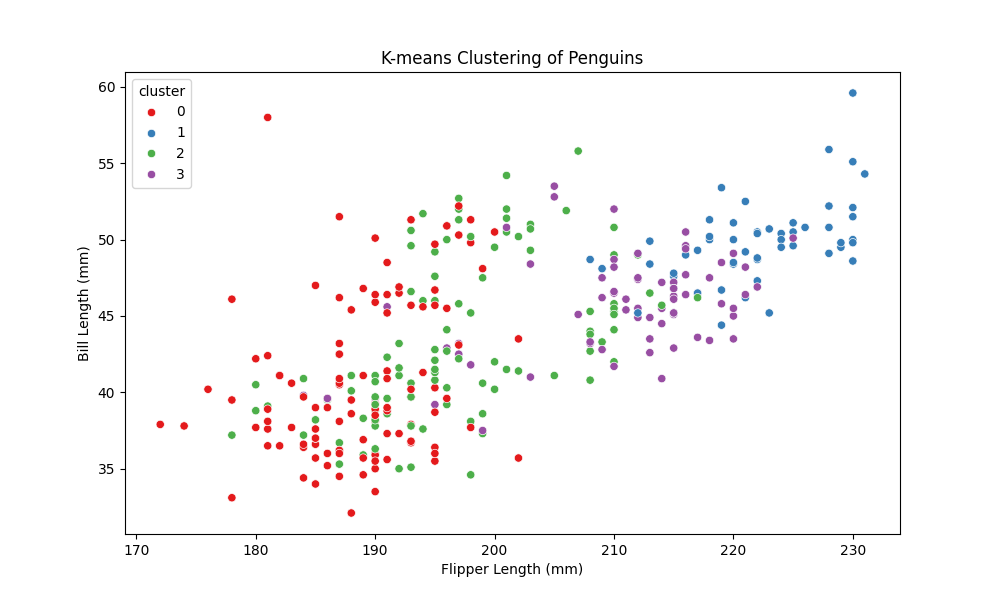 K-means Clustering of Penguins
cluster
0
1
2
3
Bill Length (mm)
60
55
50
45
40
35
170 180 190 200 210 220 230
Flipper Length (mm)